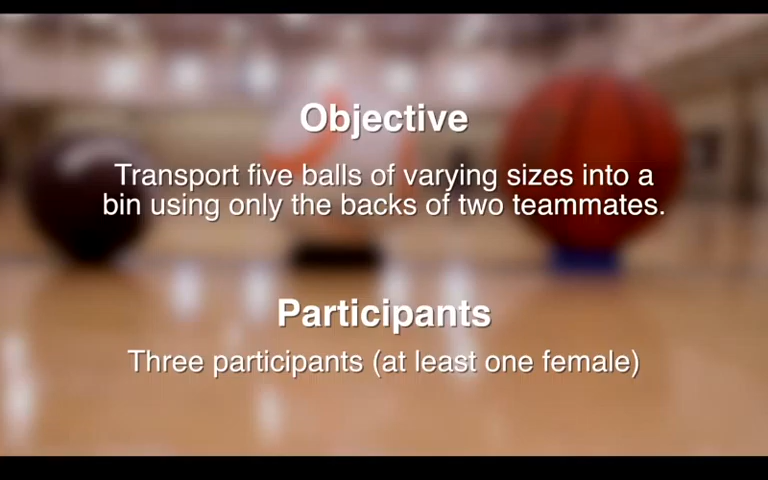 Objective
Transport five balls of varying sizes into a
bin using only the backs of two teammates.
Participants
Three participants (at least one female)